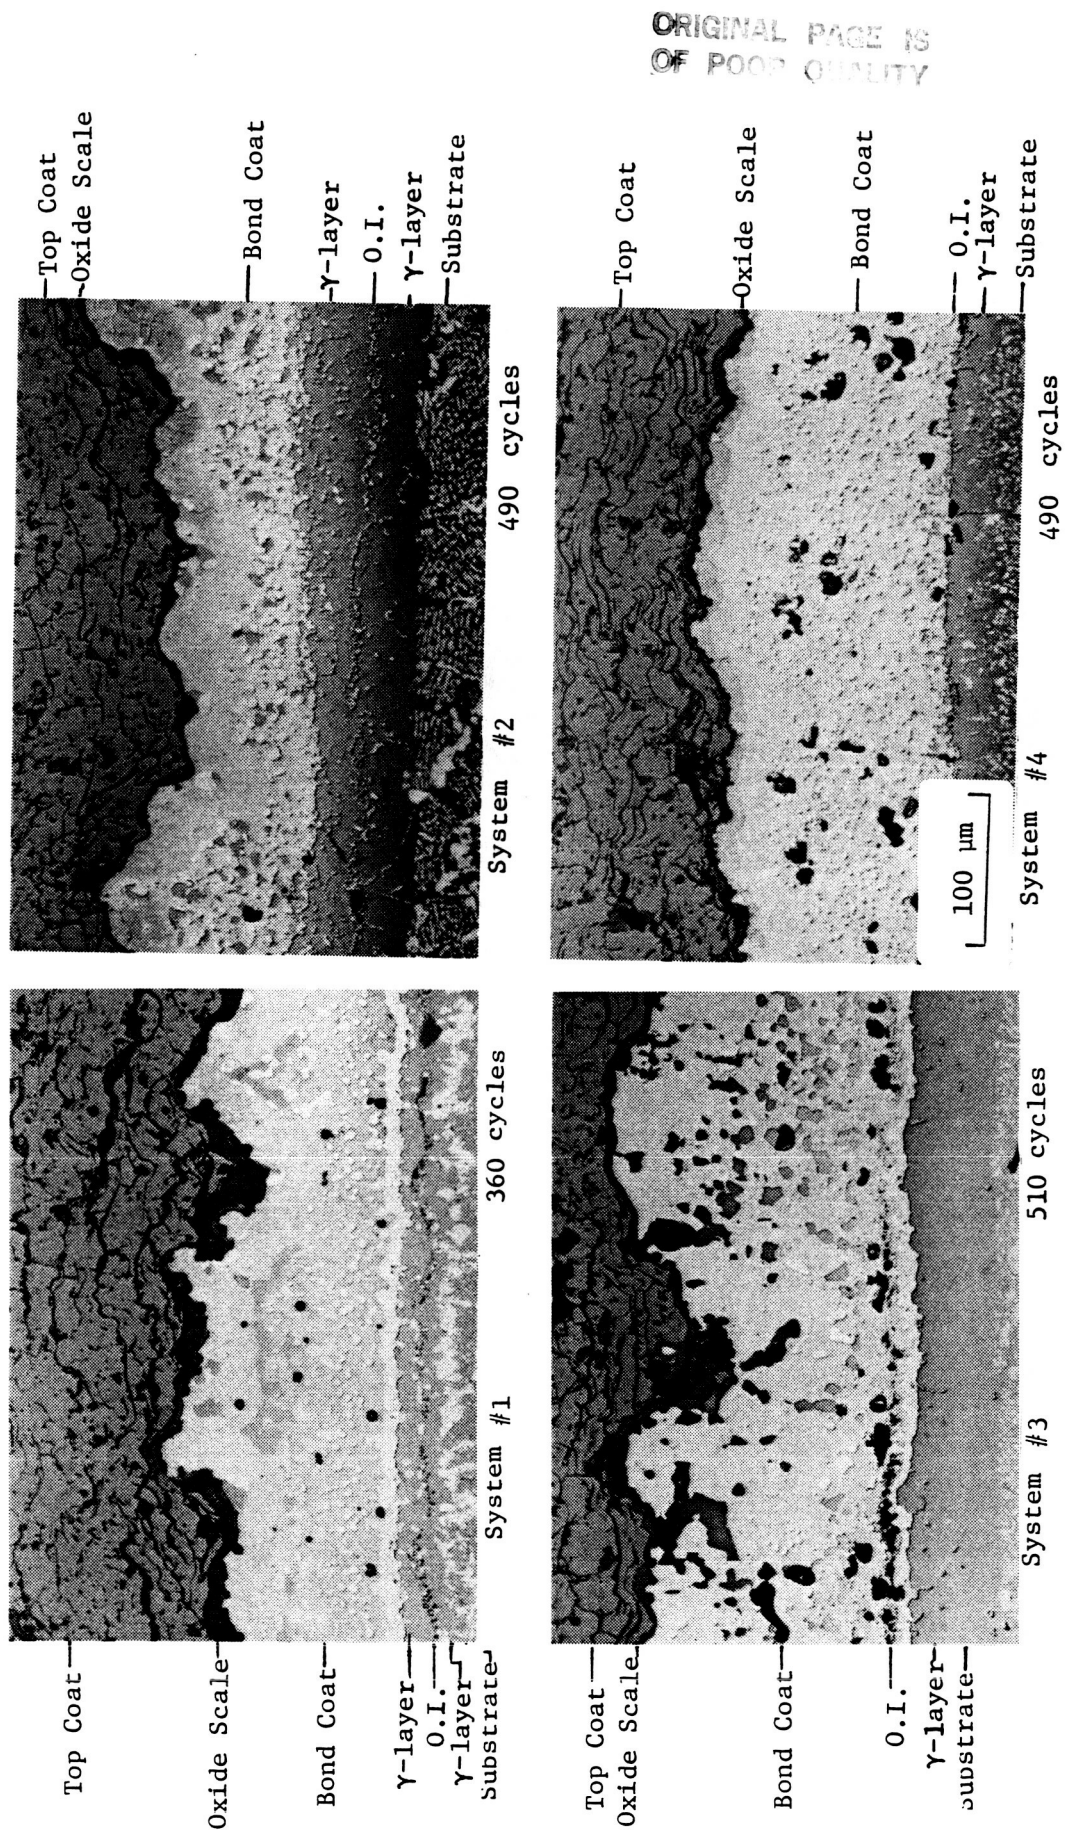 ORIGINAL PAGE IS
OF POOR QUALITY
Top Coat
Oxide Scale
Bond Coat
γ-layer
O.I.
γ-layer
Substrate
System #1 360 cycles
Top Coat
Oxide Scale
Bond Coat
γ-layer
O.I.
γ-layer
Substrate
System #2 490 cycles
Top Coat
Oxide Scale
Bond Coat
O.I.
γ-layer
Substrate
System #3 510 cycles
Top Coat
Oxide Scale
Bond Coat
O.I.
γ-layer
Substrate
100 μm
System #4 490 cycles